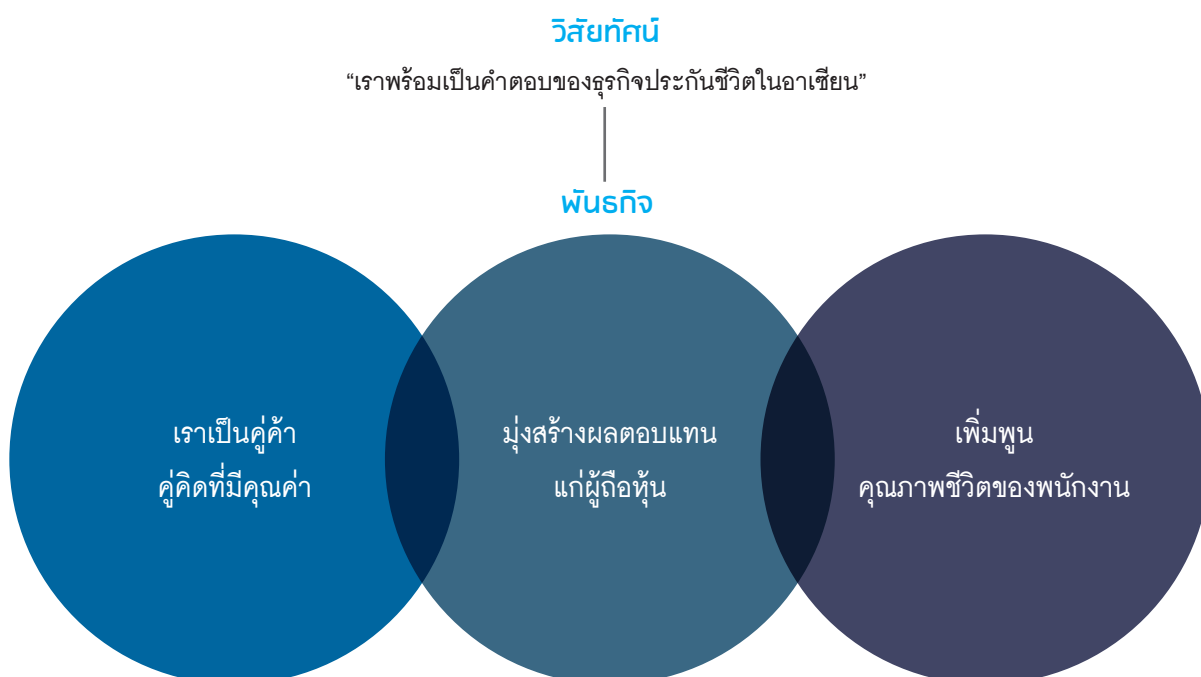 วิสัยทัศน์
“เราพร้อมเป็นคำตอบของธุรกิจประกันชีวิตในอาเซียน”
พันธกิจ
เราเป็นคู่ค้า
คู่คิดที่มีคุณค่า
มุ่งสร้างผลตอบแทน
แก่ผู้ถือหุ้น
เพิ่มพูน
คุณภาพชีวิตของพนักงาน